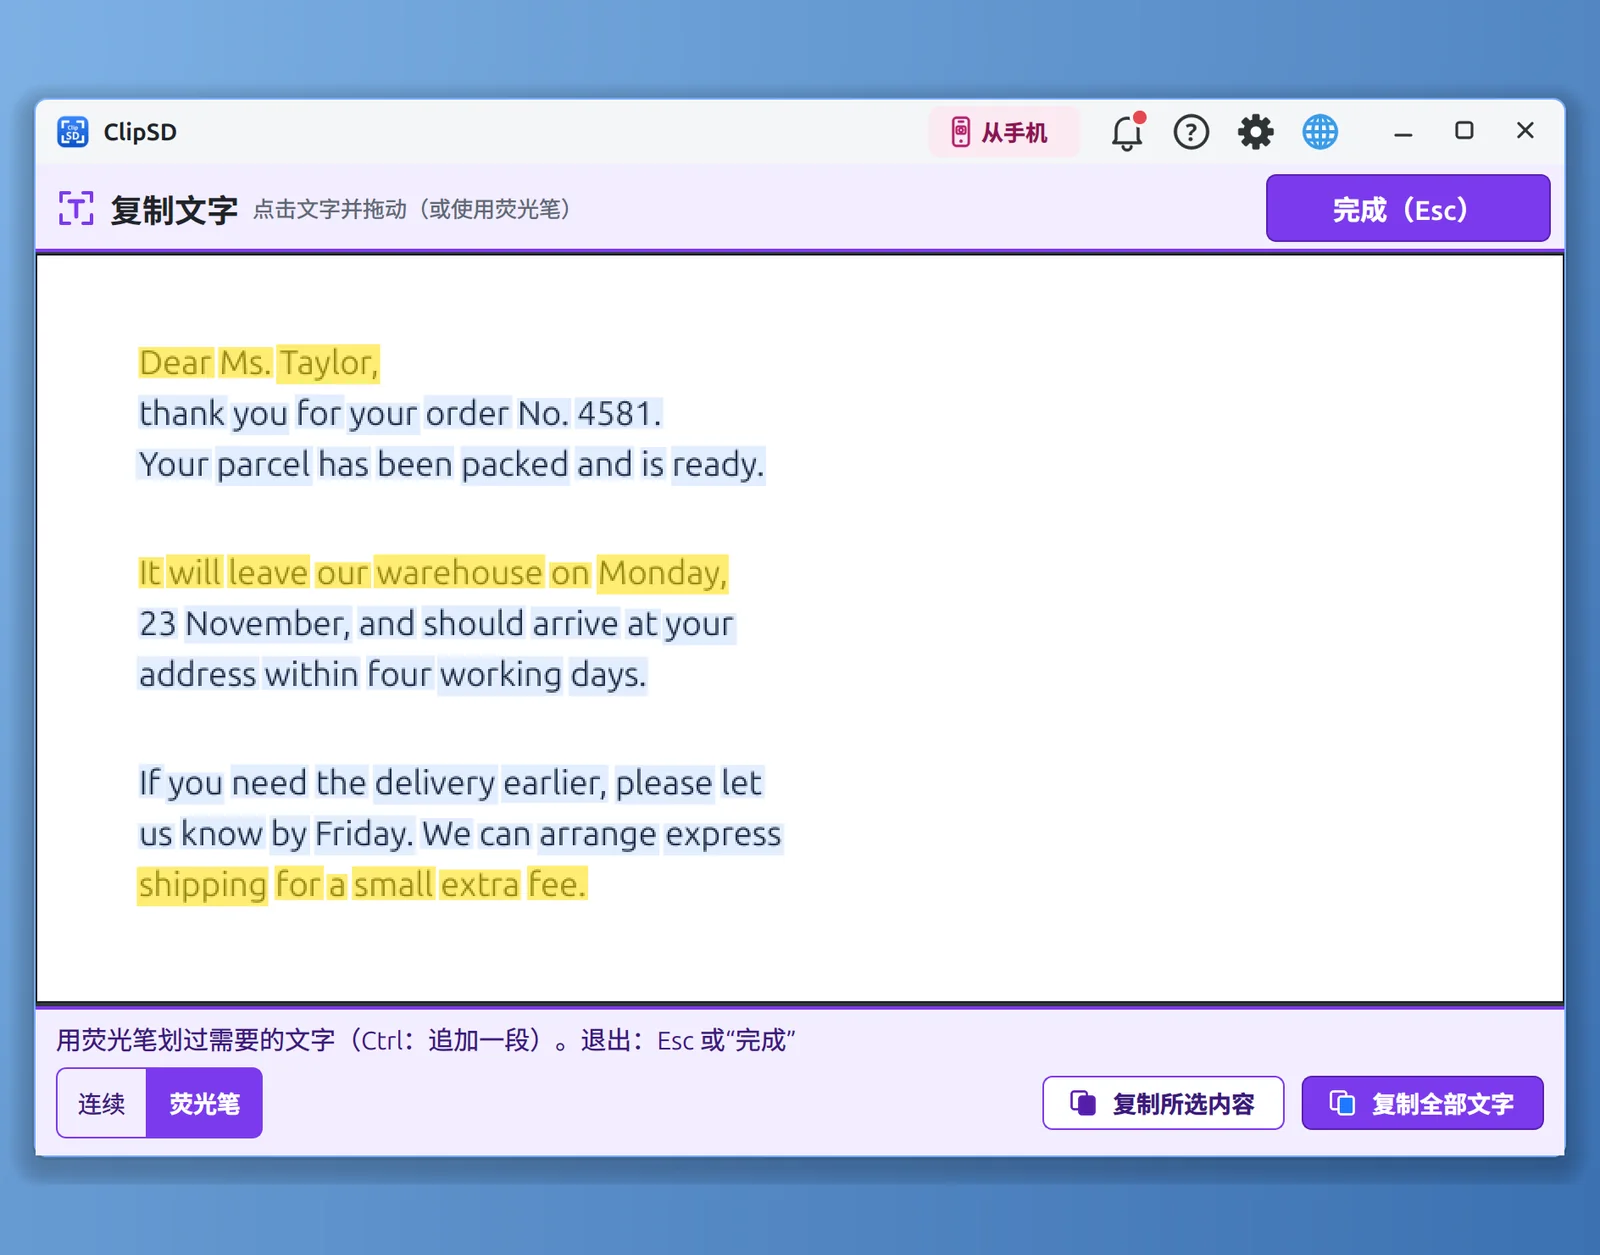 ClipSD
从手机
复制文字 点击文字并拖动（或使用荧光笔）
完成（Esc）
Dear Ms. Taylor,
thank you for your order No. 4581.
Your parcel has been packed and is ready.
It will leave our warehouse on Monday,
23 November, and should arrive at your
address within four working days.
If you need the delivery earlier, please let
us know by Friday. We can arrange express
shipping for a small extra fee.
用荧光笔划过需要的文字（Ctrl：追加一段）。退出：Esc 或“完成”
连续 荧光笔
复制所选内容 复制全部文字